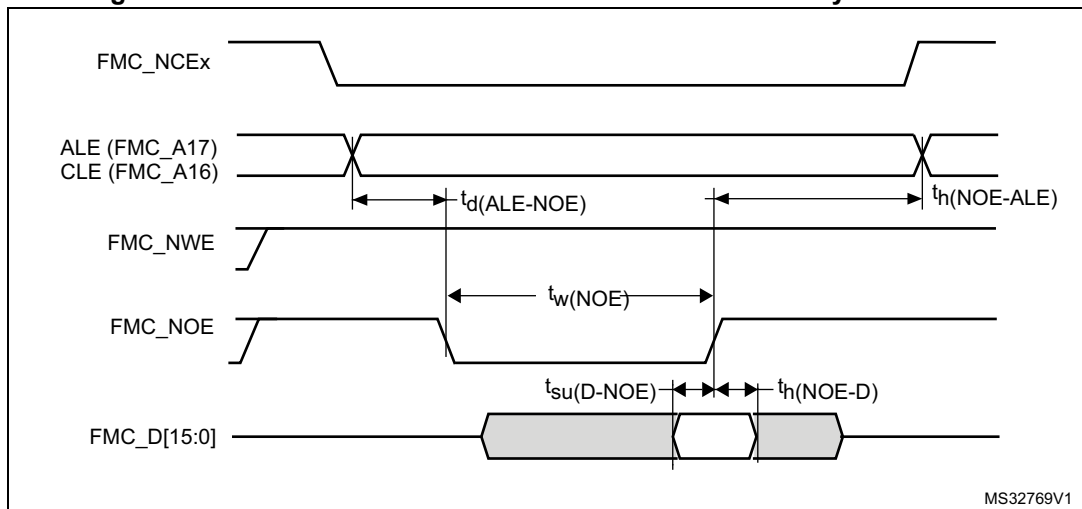 FMC_NCEx
ALE (FMC_A17)
CLE (FMC_A16)
td(ALE-NOE)
th(NOE-ALE)
FMC_NWE
tw(NOE)
FMC_NOE
tsu(D-NOE)
th(NOE-D)
FMC_D[15:0]
MS32769V1